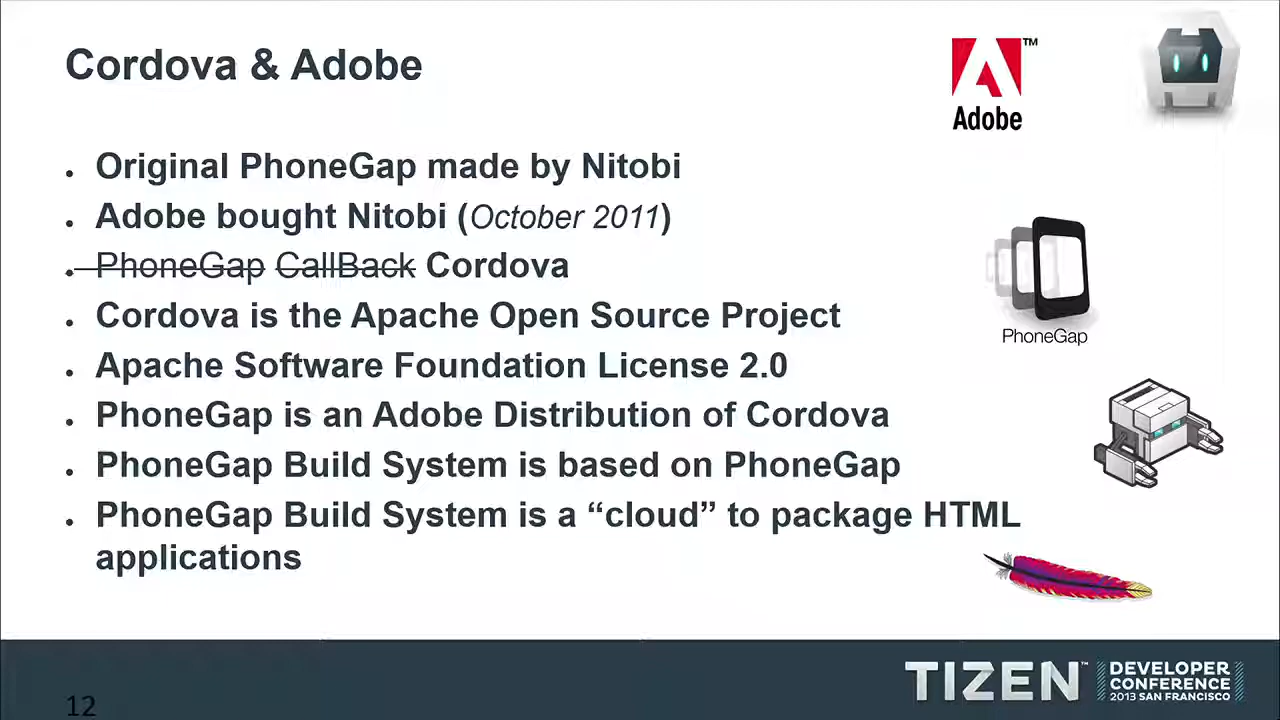 Cordova & Adobe
Adobe™
Original PhoneGap made by Nitobi
Adobe bought Nitobi (October 2011)
PhoneGap CallBack Cordova
Cordova is the Apache Open Source Project
PhoneGap
Apache Software Foundation License 2.0
PhoneGap is an Adobe Distribution of Cordova
PhoneGap Build System is based on PhoneGap
PhoneGap Build System is a “cloud” to package HTML
applications
TIZEN™
DEVELOPER
CONFERENCE
2013 SAN FRANCISCO
12